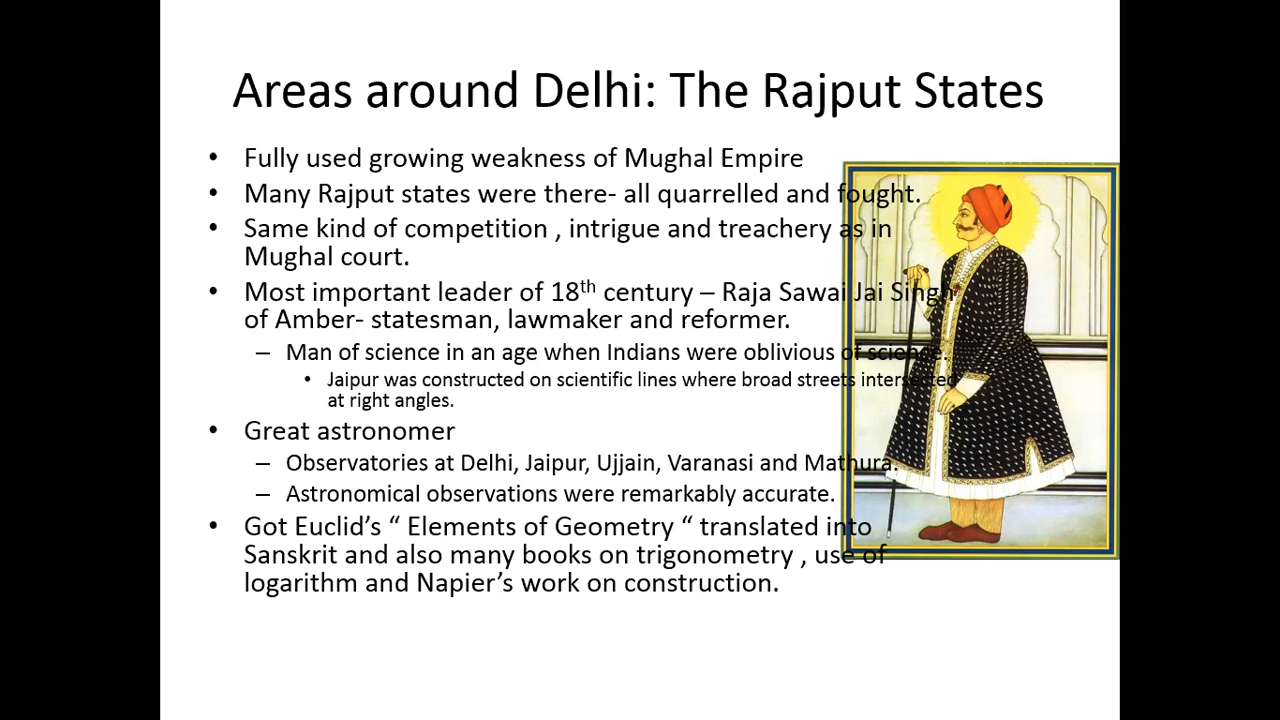 Areas around Delhi: The Rajput States
• Fully used growing weakness of Mughal Empire
• Many Rajput states were there- all quarrelled and fought.
• Same kind of competition , intrigue and treachery as in
Mughal court.
• Most important leader of 18th century – Raja Sawai Jai Singh
of Amber- statesman, lawmaker and reformer.
– Man of science in an age when Indians were oblivious of science.
• Jaipur was constructed on scientific lines where broad streets intersected
at right angles.
• Great astronomer
– Observatories at Delhi, Jaipur, Ujjain, Varanasi and Mathura.
– Astronomical observations were remarkably accurate.
• Got Euclid’s “ Elements of Geometry “ translated into
Sanskrit and also many books on trigonometry , use of
logarithm and Napier’s work on construction.